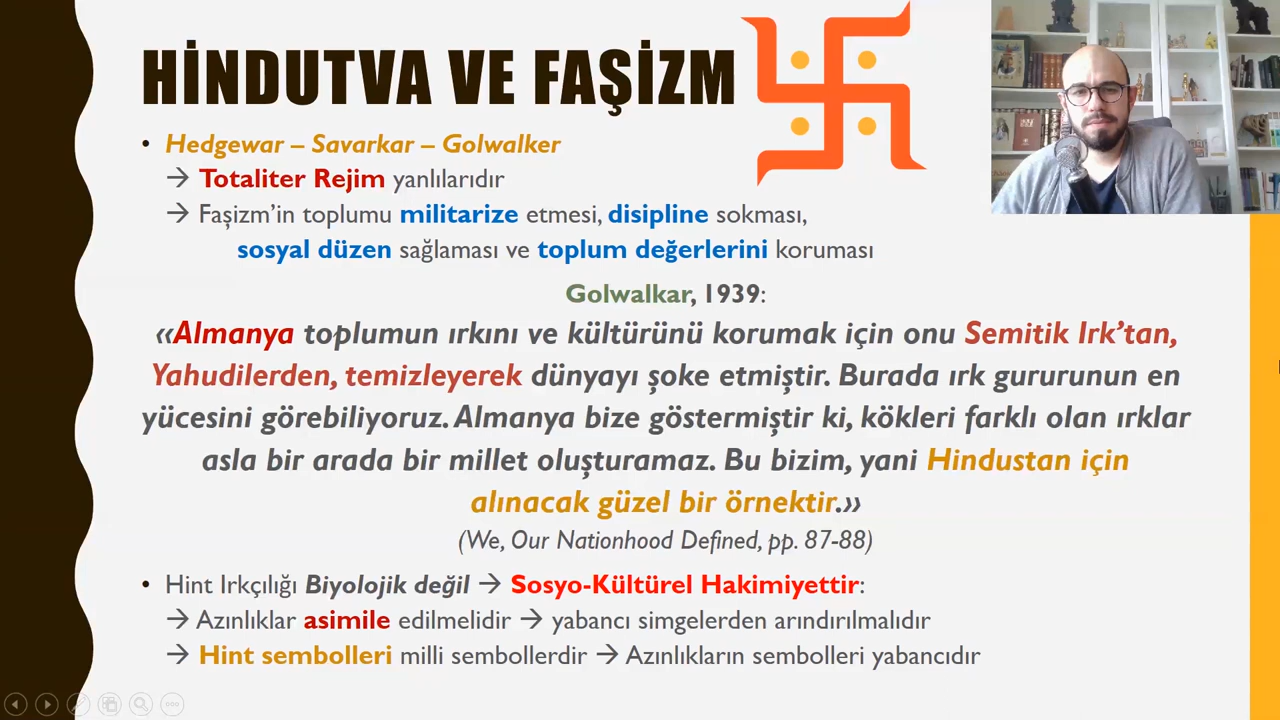 HİNDUTVA VE FAŞİZM
• Hedgewar – Savarkar – Golwalker
→ Totaliter Rejim yanlılarıdır
→ Faşizm’in toplumu militarize etmesi, disipline sokması,
sosyal düzen sağlaması ve toplum değerlerini koruması
Golwalkar, 1939:
«Almanya toplumun ırkını ve kültürünü korumak için onu Semitik Irk’tan,
Yahudilerden, temizleyerek dünyayı şoke etmiştir. Burada ırk gururunun en
yücesini görebiliyoruz. Almanya bize göstermiştir ki, kökleri farklı olan ırklar
asla bir arada bir millet oluşturamaz. Bu bizim, yani Hindustan için
alınacak güzel bir örnektir.»
(We, Our Nationhood Defined, pp. 87-88)
• Hint Irkçılığı Biyolojik değil → Sosyo-Kültürel Hakimiyettir:
→ Azınlıklar asimile edilmelidir → yabancı simgelerden arındırılmalıdır
→ Hint sembolleri milli sembollerdir → Azınlıkların sembolleri yabancıdır